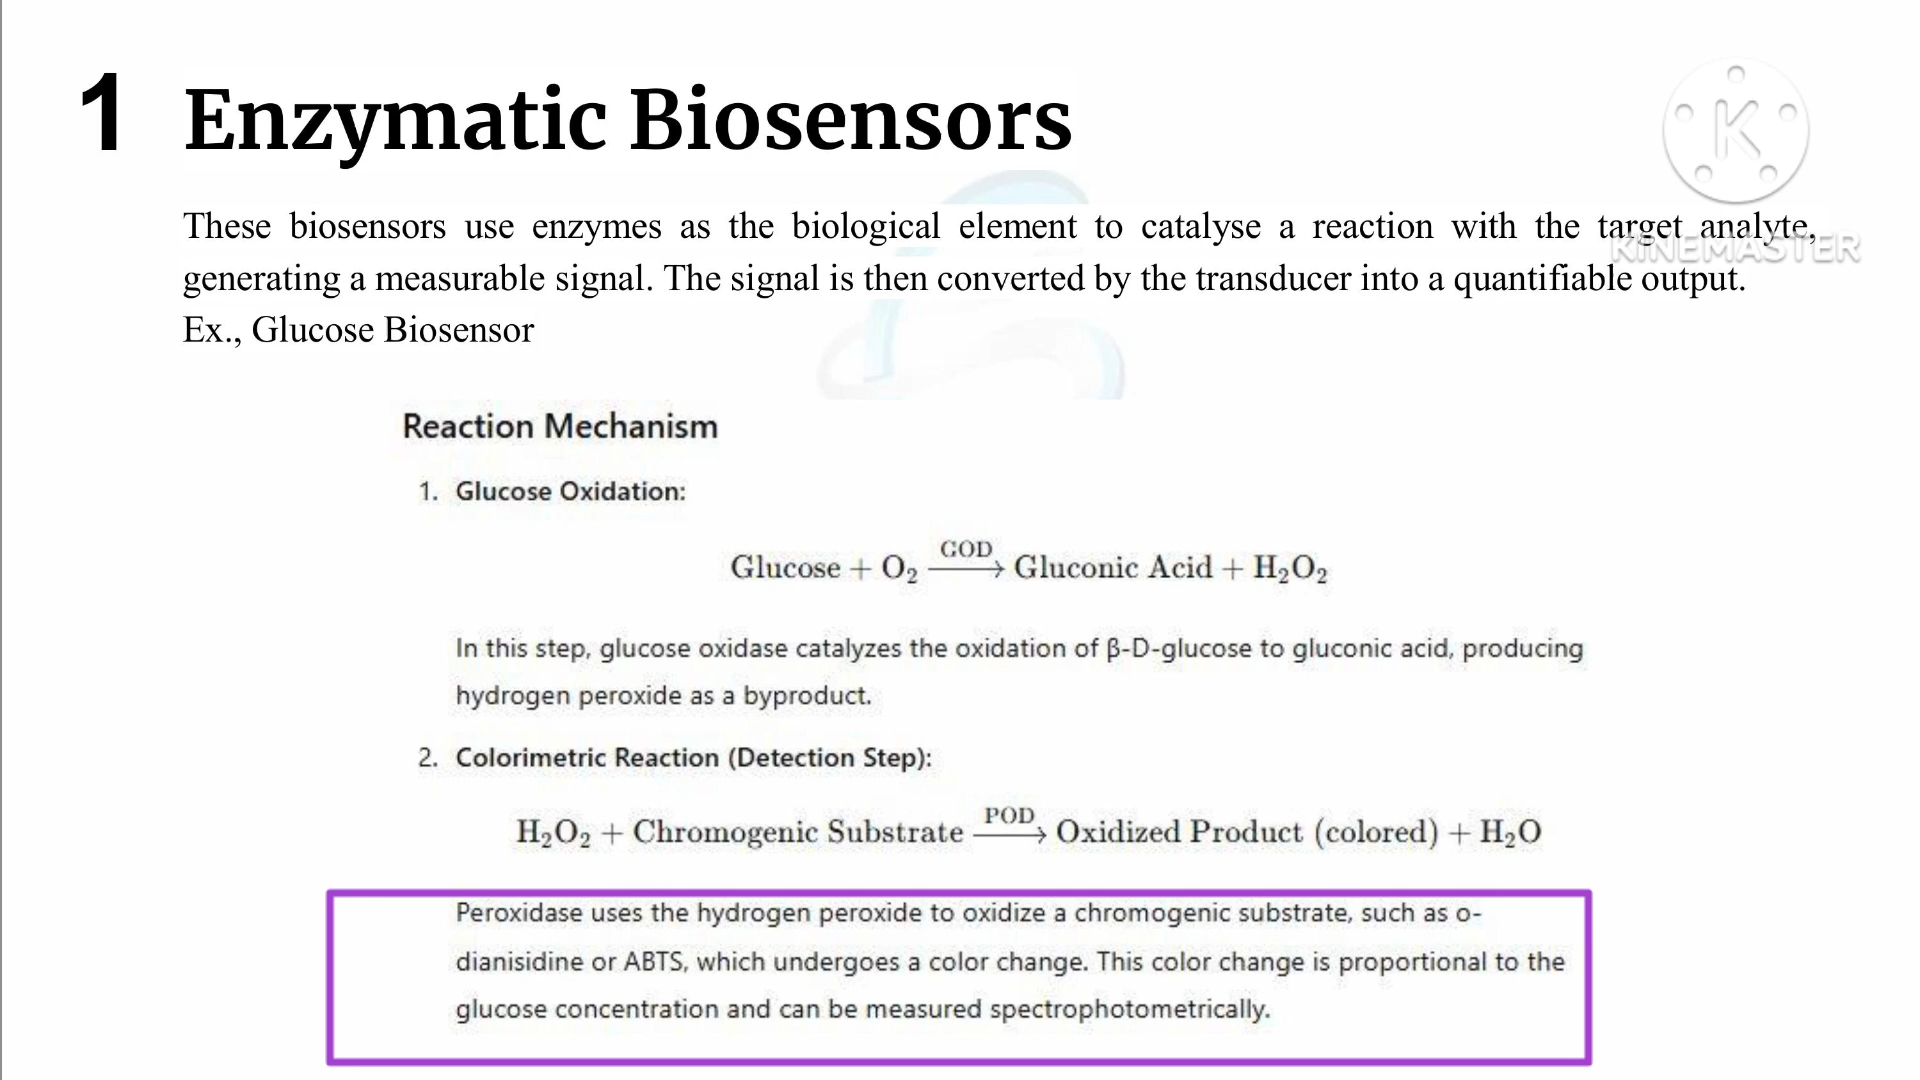 1 Enzymatic Biosensors
These biosensors use enzymes as the biological element to catalyse a reaction with the target analyte,
KINEMASTER
generating a measurable signal. The signal is then converted by the transducer into a quantifiable output.
Ex., Glucose Biosensor
Reaction Mechanism
1. Glucose Oxidation:
Glucose + O₂ —GOD→ Gluconic Acid + H₂O₂
In this step, glucose oxidase catalyzes the oxidation of β-D-glucose to gluconic acid, producing
hydrogen peroxide as a byproduct.
2. Colorimetric Reaction (Detection Step):
H₂O₂ + Chromogenic Substrate —POD→ Oxidized Product (colored) + H₂O
Peroxidase uses the hydrogen peroxide to oxidize a chromogenic substrate, such as o-
dianisidine or ABTS, which undergoes a color change. This color change is proportional to the
glucose concentration and can be measured spectrophotometrically.